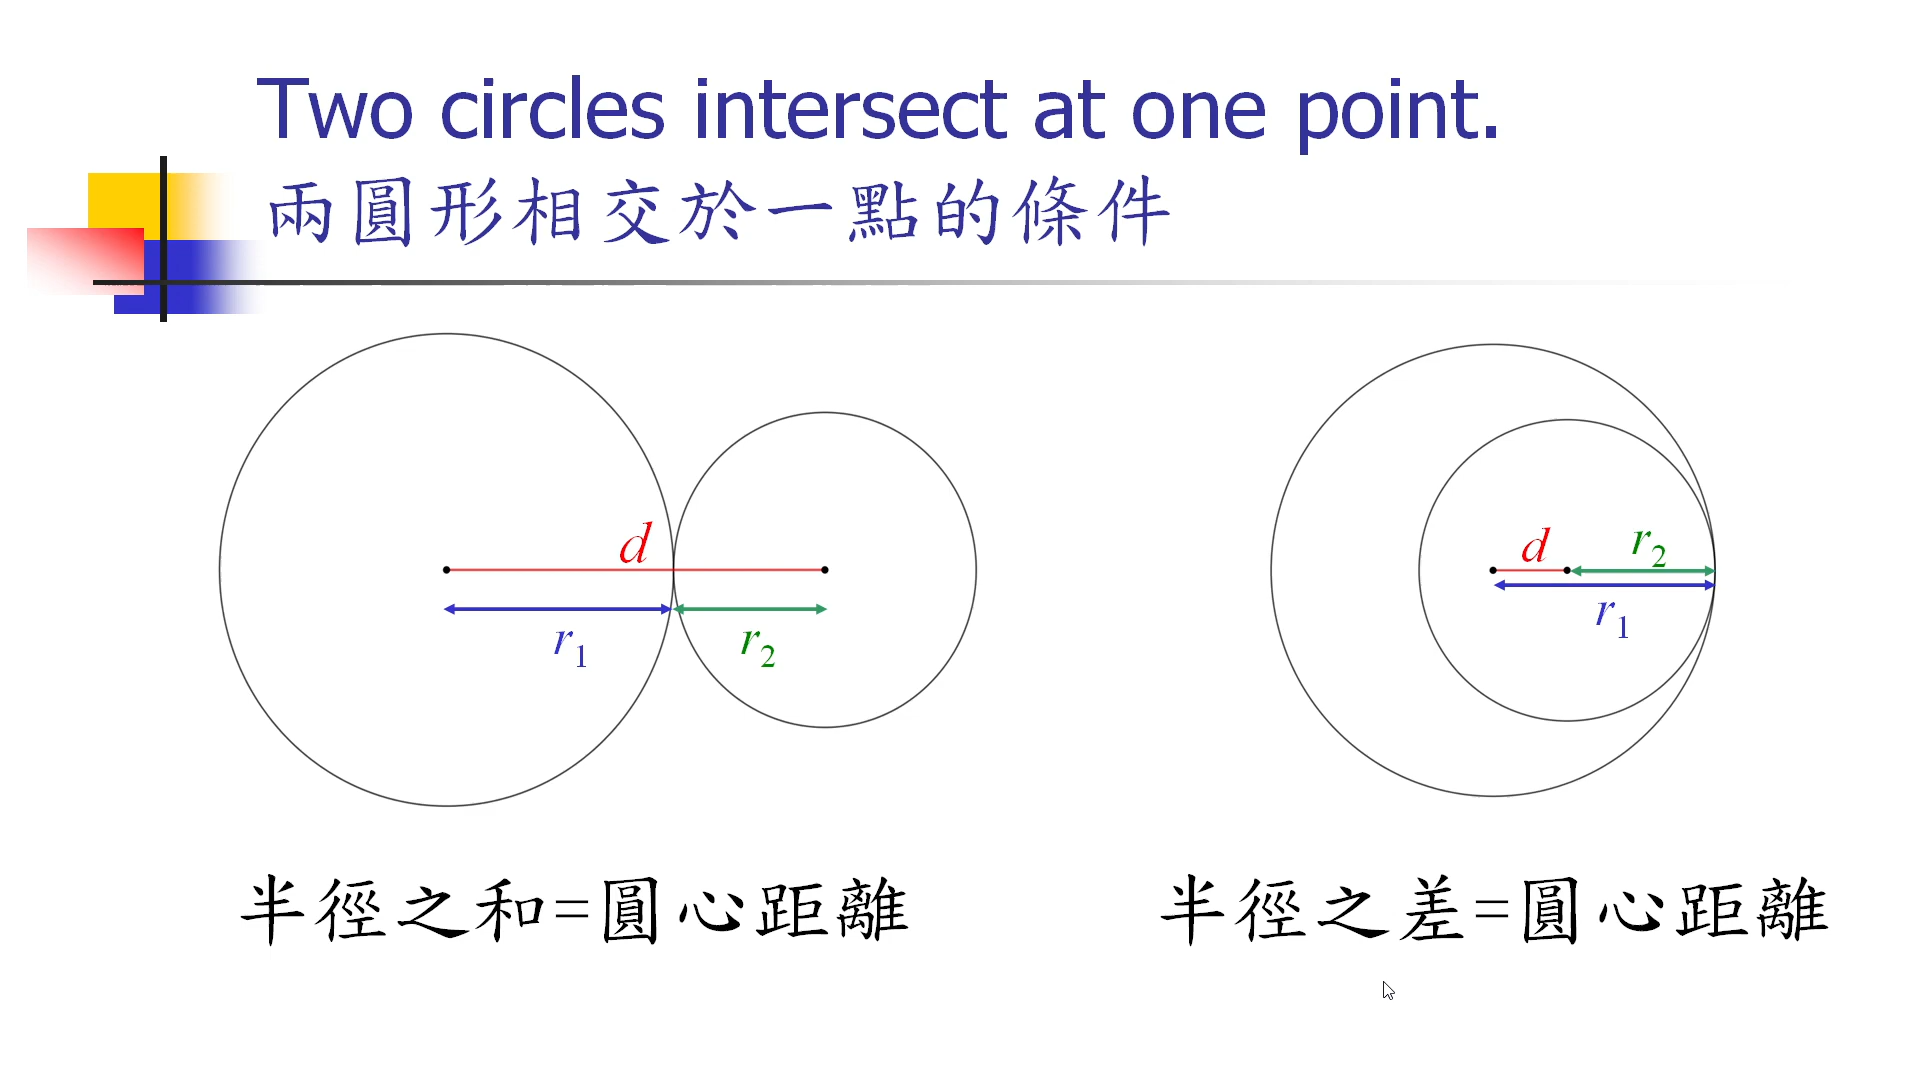 Two circles intersect at one point.
兩圓形相交於一點的條件
d
r1
r2
d
r2
r1
半徑之和=圓心距離
半徑之差=圓心距離